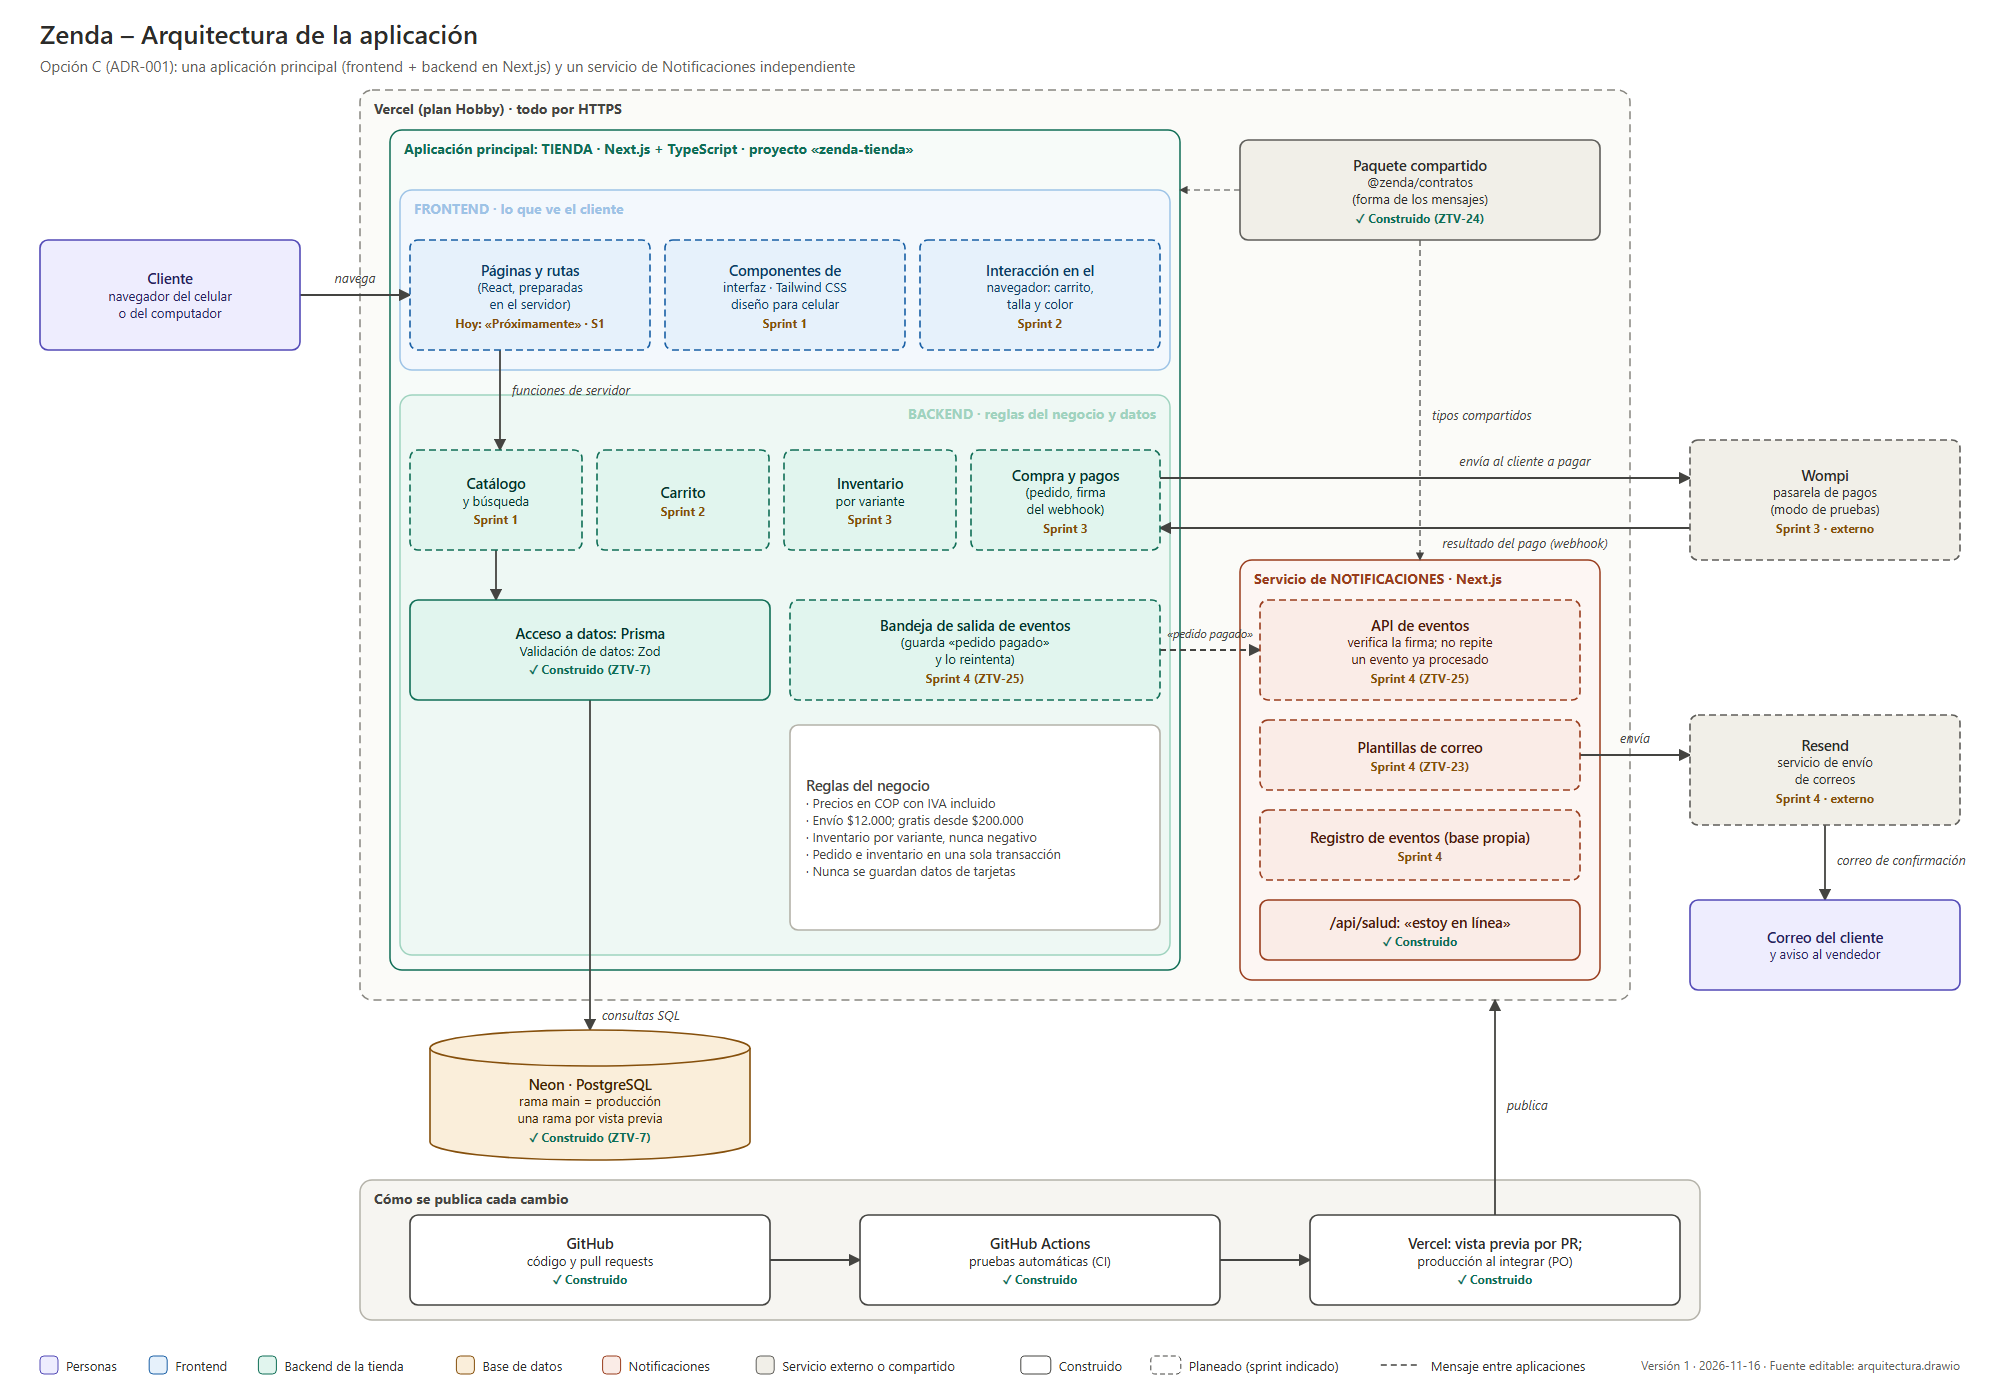 Zenda – Arquitectura de la aplicación
Opción C (ADR-001): una aplicación principal (frontend + backend en Next.js) y un servicio de Notificaciones independiente
Vercel (plan Hobby) · todo por HTTPS
Aplicación principal: TIENDA · Next.js + TypeScript · proyecto «zenda-tienda»
Paquete compartido
@zenda/contratos
(forma de los mensajes)
✓ Construido (ZTV-24)
FRONTEND · lo que ve el cliente
Cliente
navegador del celular
o del computador
navega
Páginas y rutas
(React, preparadas
en el servidor)
Hoy: «Próximamente» · S1
Componentes de
interfaz · Tailwind CSS
diseño para celular
Sprint 1
Interacción en el
navegador: carrito,
talla y color
Sprint 2
funciones de servidor
BACKEND · reglas del negocio y datos
tipos compartidos
Catálogo
y búsqueda
Sprint 1
Carrito
Sprint 2
Inventario
por variante
Sprint 3
Compra y pagos
(pedido, firma
del webhook)
Sprint 3
envía al cliente a pagar
resultado del pago (webhook)
Wompi
pasarela de pagos
(modo de pruebas)
Sprint 3 · externo
Servicio de NOTIFICACIONES · Next.js
Acceso a datos: Prisma
Validación de datos: Zod
✓ Construido (ZTV-7)
Bandeja de salida de eventos
(guarda «pedido pagado»
y lo reintenta)
Sprint 4 (ZTV-25)
«pedido pagado»
API de eventos
verifica la firma; no repite
un evento ya procesado
Sprint 4 (ZTV-25)
Plantillas de correo
Sprint 4 (ZTV-23)
envía
Resend
servicio de envío
de correos
Sprint 4 · externo
Reglas del negocio
· Precios en COP con IVA incluido
· Envío $12.000; gratis desde $200.000
· Inventario por variante, nunca negativo
· Pedido e inventario en una sola transacción
· Nunca se guardan datos de tarjetas
Registro de eventos (base propia)
Sprint 4
correo de confirmación
/api/salud: «estoy en línea»
✓ Construido
Correo del cliente
y aviso al vendedor
consultas SQL
Neon · PostgreSQL
rama main = producción
una rama por vista previa
✓ Construido (ZTV-7)
publica
Cómo se publica cada cambio
GitHub
código y pull requests
✓ Construido
GitHub Actions
pruebas automáticas (CI)
✓ Construido
Vercel: vista previa por PR;
producción al integrar (PO)
✓ Construido
Personas
Frontend
Backend de la tienda
Base de datos
Notificaciones
Servicio externo o compartido
Construido
Planeado (sprint indicado)
Mensaje entre aplicaciones
Versión 1 · 2026-11-16 · Fuente editable: arquitectura.drawio